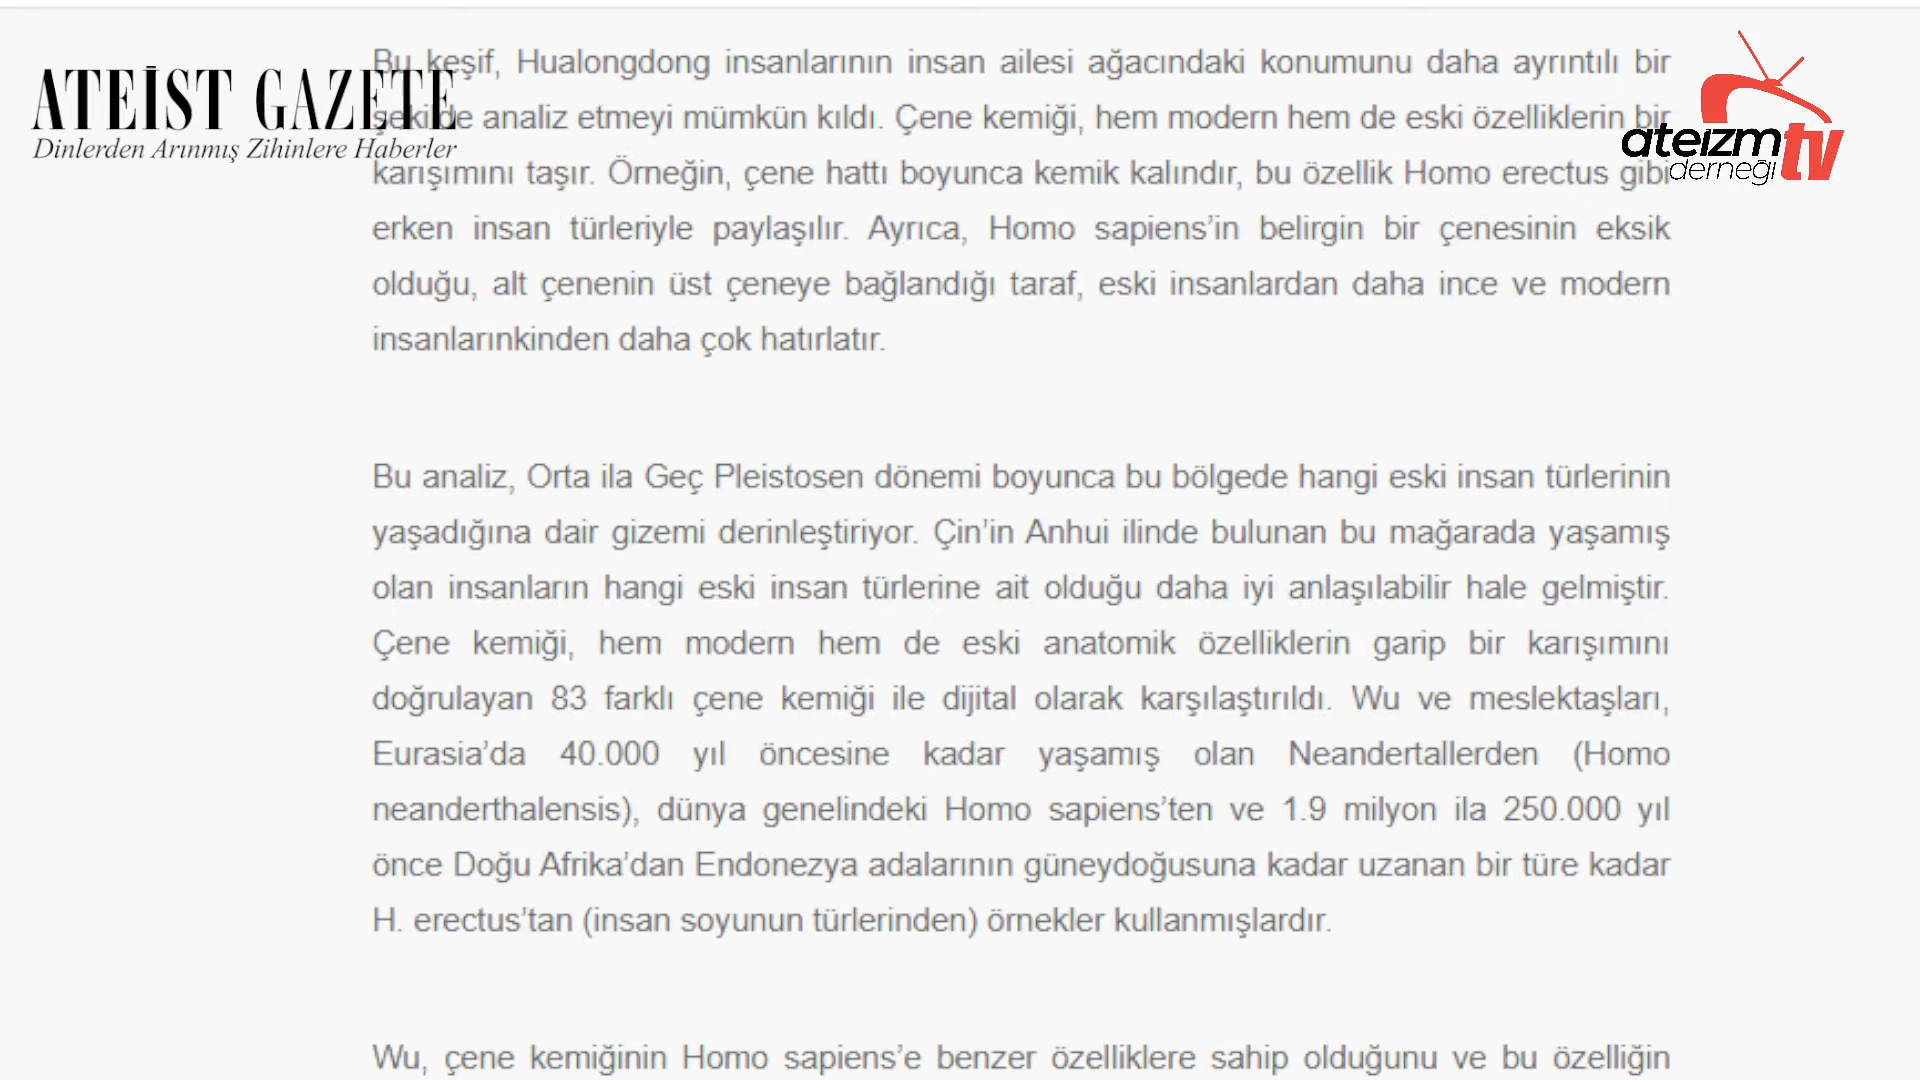 ATEİST GAZETE
Dinlerden Arınmış Zihinlere Haberler
ateizm tv
derneği
Bu keşif, Hualongdong insanlarının insan ailesi ağacındaki konumunu daha ayrıntılı bir
şekilde analiz etmeyi mümkün kıldı. Çene kemiği, hem modern hem de eski özelliklerin bir
karışımını taşır. Örneğin, çene hattı boyunca kemik kalındır, bu özellik Homo erectus gibi
erken insan türleriyle paylaşılır. Ayrıca, Homo sapiens’in belirgin bir çenesinin eksik
olduğu, alt çenenin üst çeneye bağlandığı taraf, eski insanlardan daha ince ve modern
insanlarınkinden daha çok hatırlatır.
Bu analiz, Orta ila Geç Pleistosen dönemi boyunca bu bölgede hangi eski insan türlerinin
yaşadığına dair gizemi derinleştiriyor. Çin’in Anhui ilinde bulunan bu mağarada yaşamış
olan insanların hangi eski insan türlerine ait olduğu daha iyi anlaşılabilir hale gelmiştir.
Çene kemiği, hem modern hem de eski anatomik özelliklerin garip bir karışımını
doğrulayan 83 farklı çene kemiği ile dijital olarak karşılaştırıldı. Wu ve meslektaşları,
Eurasia’da 40.000 yıl öncesine kadar yaşamış olan Neandertallerden (Homo
neanderthalensis), dünya genelindeki Homo sapiens’ten ve 1.9 milyon ila 250.000 yıl
önce Doğu Afrika’dan Endonezya adalarının güneydoğusuna kadar uzanan bir türe kadar
H. erectus’tan (insan soyunun türlerinden) örnekler kullanmışlardır.
Wu, çene kemiğinin Homo sapiens’e benzer özelliklere sahip olduğunu ve bu özelliğin